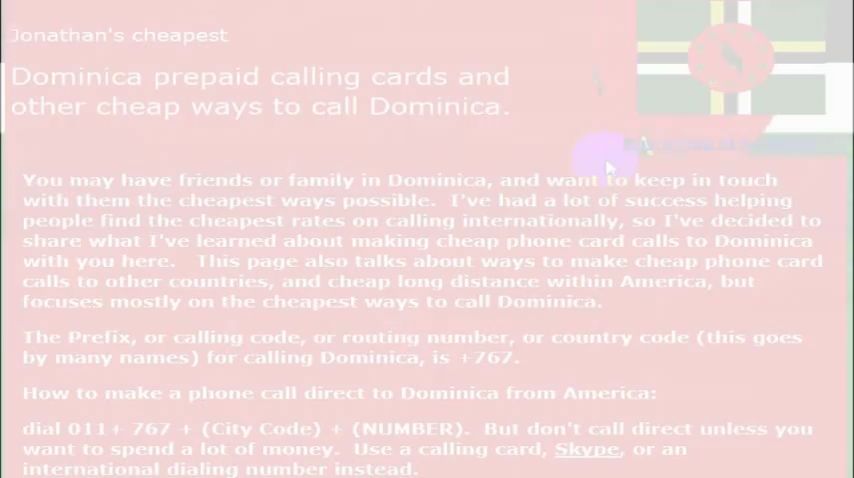 Jonathan's cheapest
Dominica prepaid calling cards and
other cheap ways to call Dominica.
You may have friends or family in Dominica, and want to keep in touch
with them the cheapest ways possible.  I've had a lot of success helping
people find the cheapest rates on calling internationally, so I've decided to
share what I've learned about making cheap phone card calls to Dominica
with you here.   This page also talks about ways to make cheap phone card
calls to other countries, and cheap long distance within America, but
focuses mostly on the cheapest ways to call Dominica.
The Prefix, or calling code, or routing number, or country code (this goes
by many names) for calling Dominica, is +767.
How to make a phone call direct to Dominica from America:
dial 011+ 767 + (City Code) + (NUMBER).  But don't call direct unless you
want to spend a lot of money.  Use a calling card, Skype, or an
international dialing number instead.